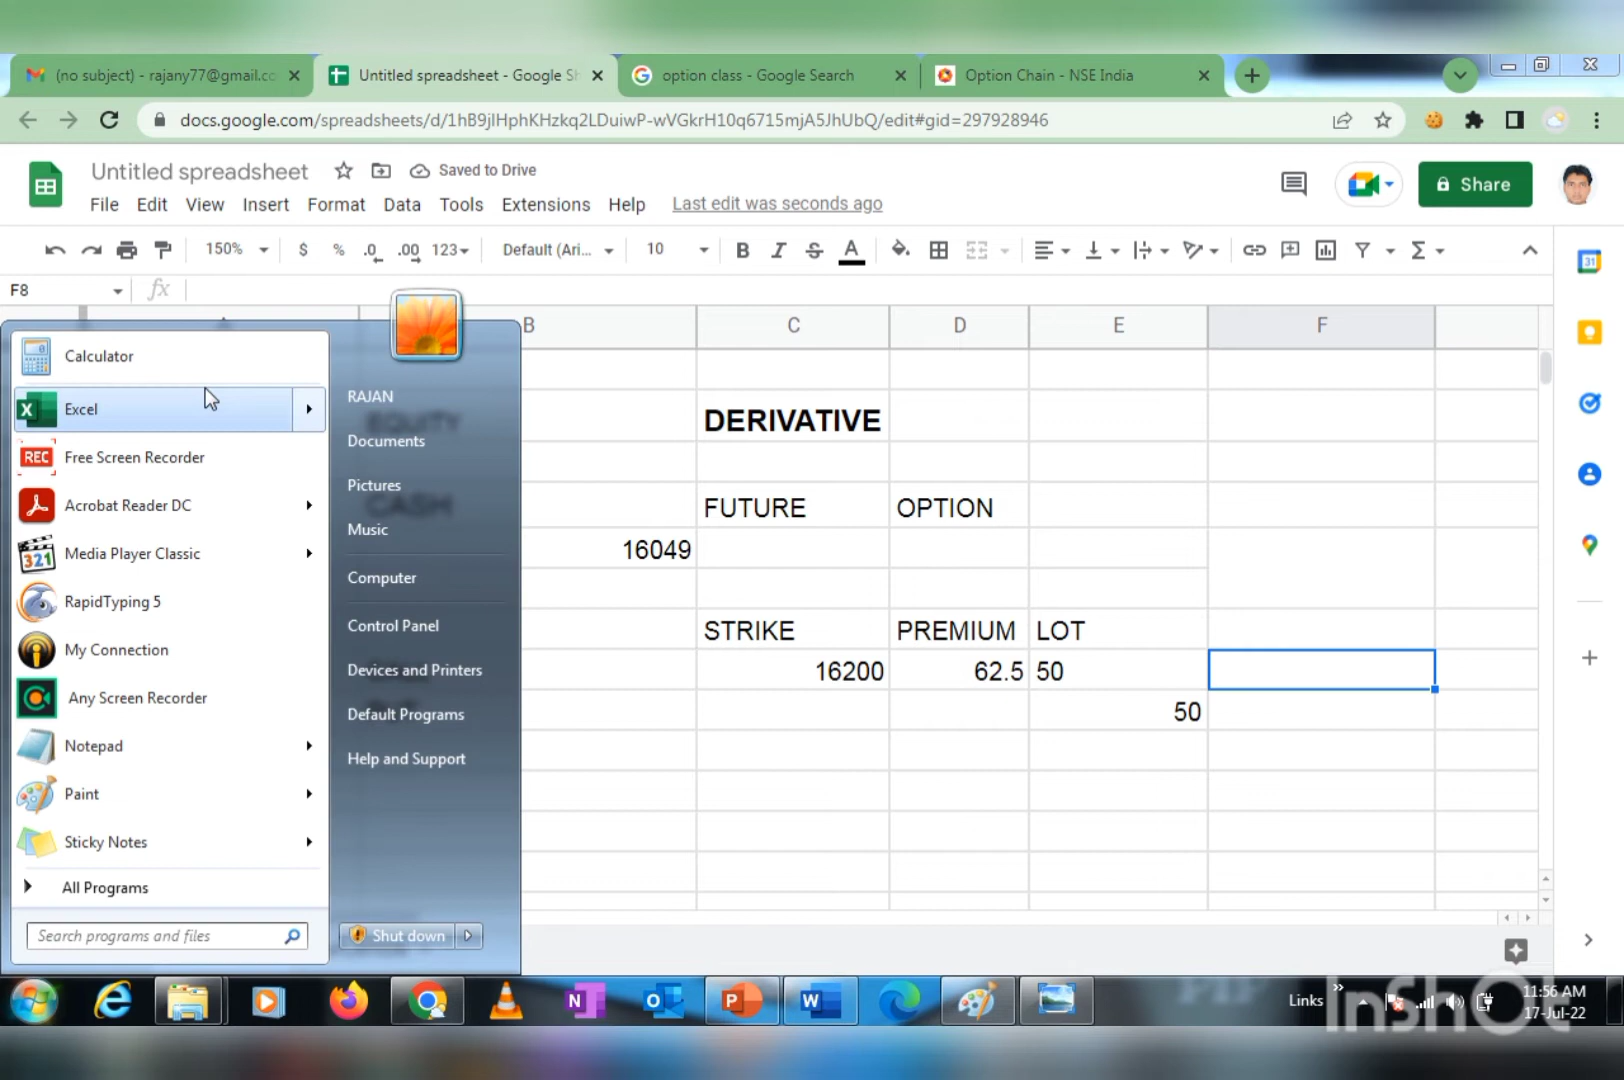 (no subject) - rajany77@gmail.co
Untitled spreadsheet - Google Sh
option class - Google Search
Option Chain - NSE India
docs.google.com/spreadsheets/d/1hB9jIHphKHzkq2LDuiwP-wVGkrH10q6715mjA5JhUbQ/edit#gid=297928946
Untitled spreadsheet
Saved to Drive
Share
File Edit View Insert Format Data Tools Extensions Help Last edit was seconds ago
150% $ % .0 .00 123 Default (Ari... 10 B I S A
F8 fx
B C D E F
Calculator
Excel
Free Screen Recorder
Acrobat Reader DC
Media Player Classic
RapidTyping 5
My Connection
Any Screen Recorder
Notepad
Paint
Sticky Notes
All Programs
Search programs and files
RAJAN
EQUITY
Documents
Pictures
CASH
Music
Computer
Control Panel
Devices and Printers
Default Programs
Help and Support
Shut down
DERIVATIVE
FUTURE OPTION
16049
STRIKE PREMIUM LOT
16200 62.5 50
50
Links
11:56 AM
17-Jul-22
InShOt